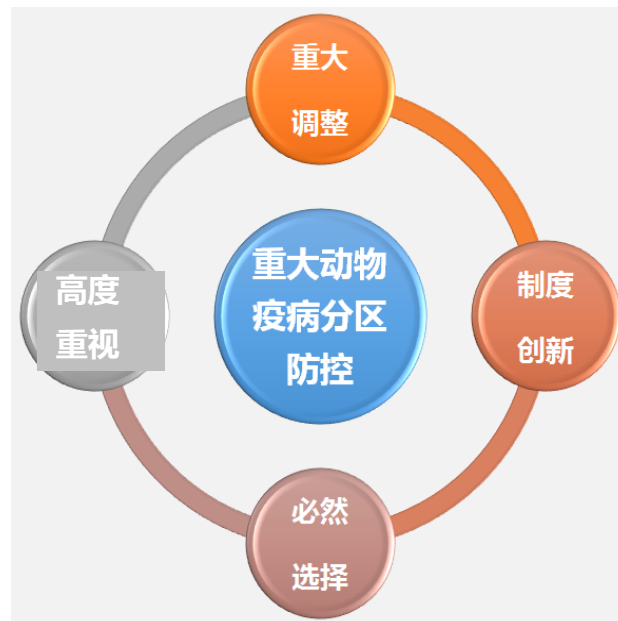 重大
调整
高度
重视
重大动物
疫病分区
防控
制度
创新
必然
选择